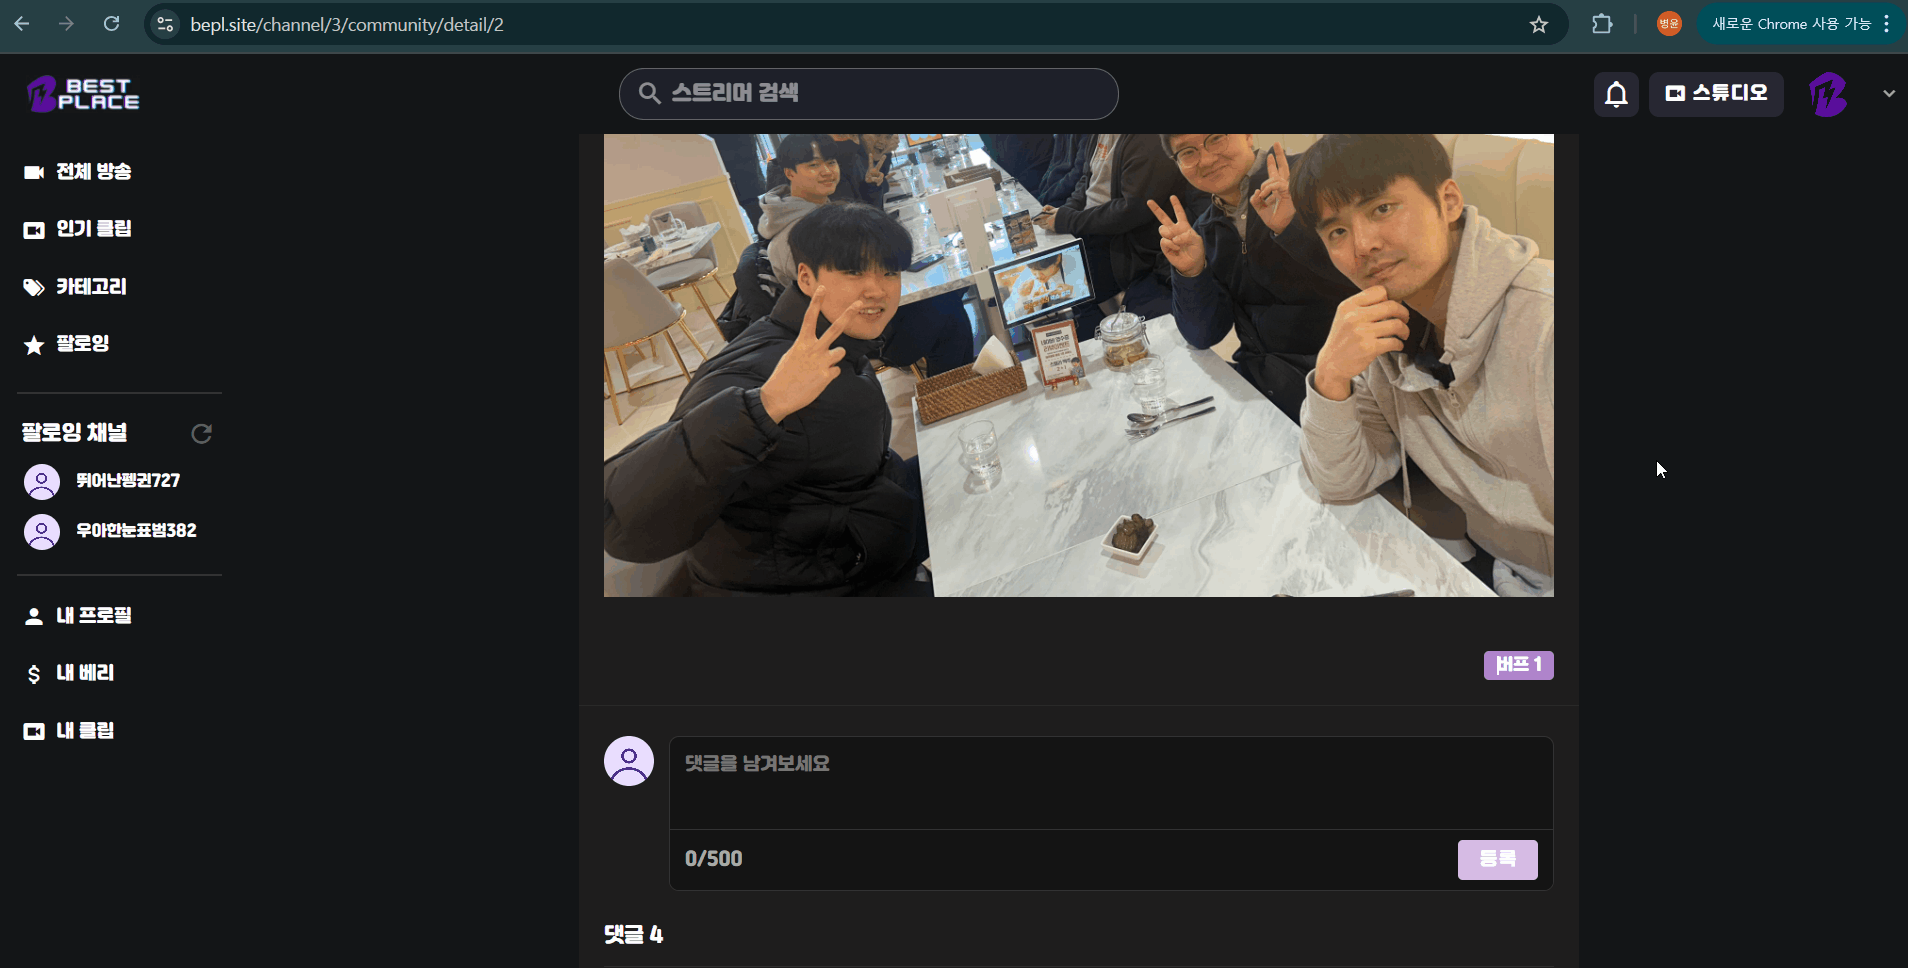 bepl.site/channel/3/community/detail/2
병윤
새로운 Chrome 사용 가능
BEST
PLACE
스트리머 검색
스튜디오
전체 방송
인기 클립
카테고리
팔로잉
팔로잉 채널
뛰어난펭귄727
우아한눈표범382
내 프로필
내 베리
내 클립
버프 1
댓글을 남겨보세요
0/500
등록
댓글 4